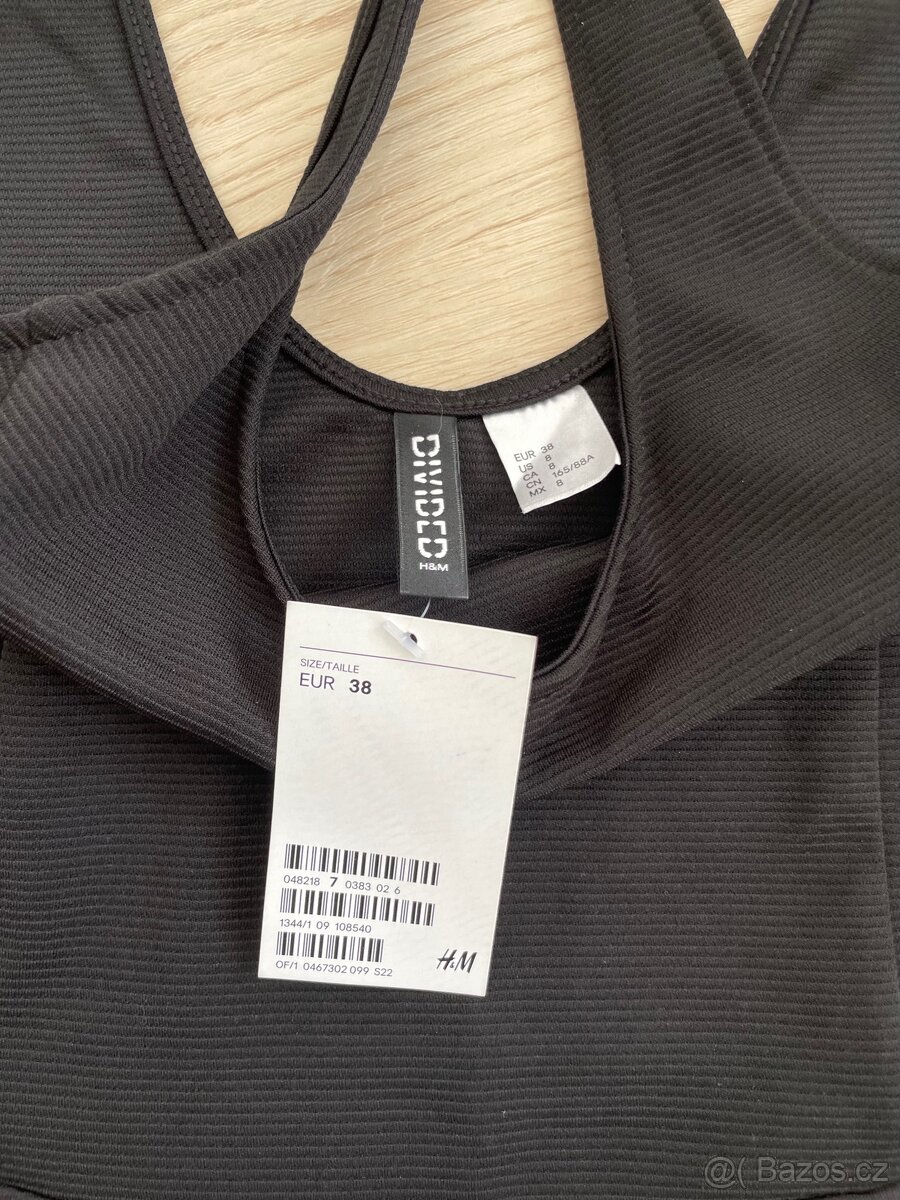 DIVIDED
H&M
EUR 38
US 8
CA 8
CN 165/88A
MX 8
SIZE/TAILLE
EUR 38
048218 7 0383 02 6
1344/1 09 108540
OF/1 0467302 099 S22
H&M
@( Bazos.cz